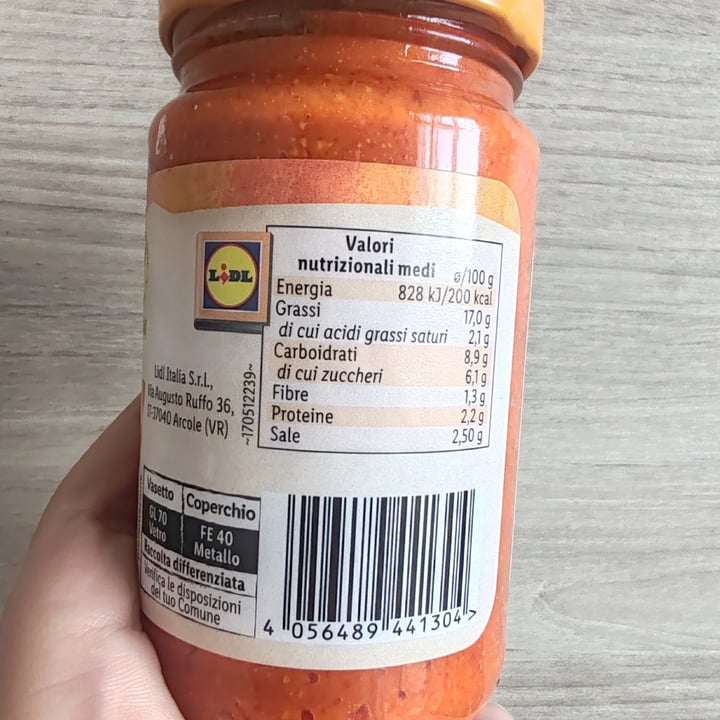 LIDL
Valori
nutrizionali medi ø/100 g
Energia 828 kJ/200 kcal
Grassi 17,0 g
di cui acidi grassi saturi 2,1 g
Carboidrati 8,9 g
di cui zuccheri 6,1 g
Fibre 1,3 g
Proteine 2,2 g
Sale 2,50 g
Lidl Italia S.r.l.,
Via Augusto Ruffo 36,
IT-37040 Arcole (VR)
~170512239~
Vasetto Coperchio
GL 70 FE 40
Vetro Metallo
Raccolta differenziata
Verifica le disposizioni
del tuo Comune
4 056489 441304 >